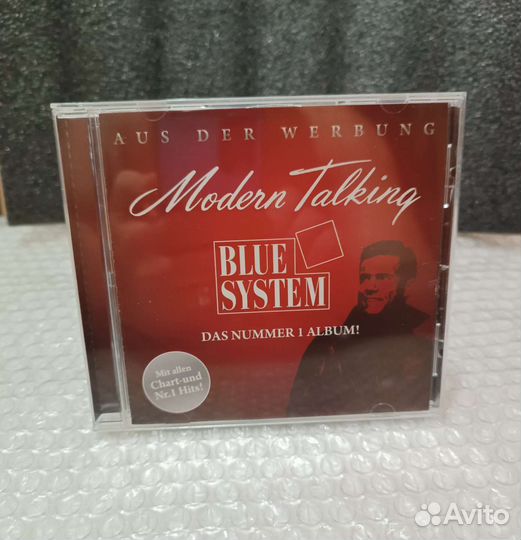 AUS DER WERBUNG
Modern Talking
BLUE
SYSTEM
DAS NUMMER 1 ALBUM!
Mit allen
Chart-und
Nr.1 Hits!
Avito